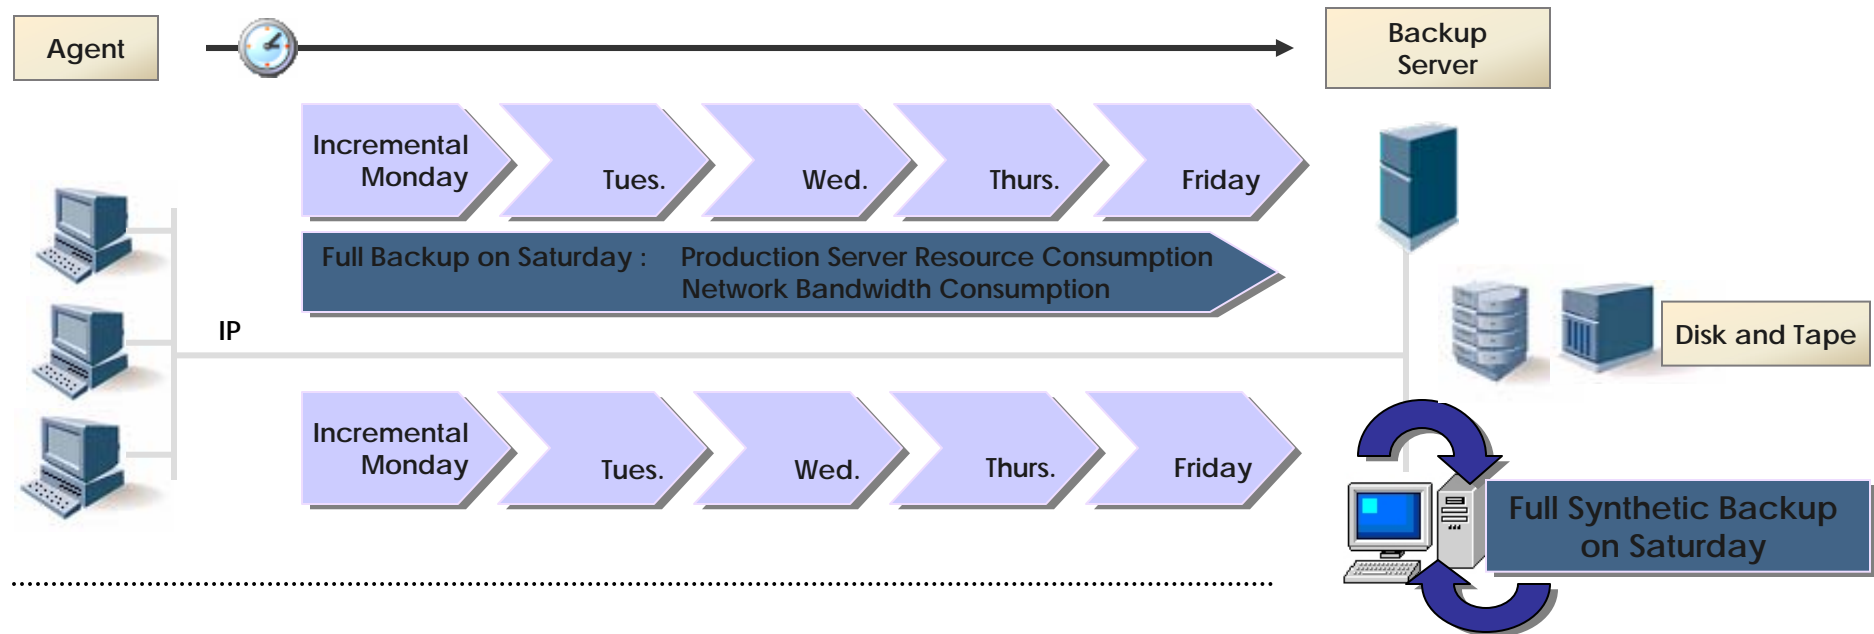 Agent
Backup
Server
Incremental
Monday
Tues.
Wed.
Thurs.
Friday
Full Backup on Saturday : Production Server Resource Consumption
Network Bandwidth Consumption
IP
Disk and Tape
Incremental
Monday
Tues.
Wed.
Thurs.
Friday
Full Synthetic Backup
on Saturday